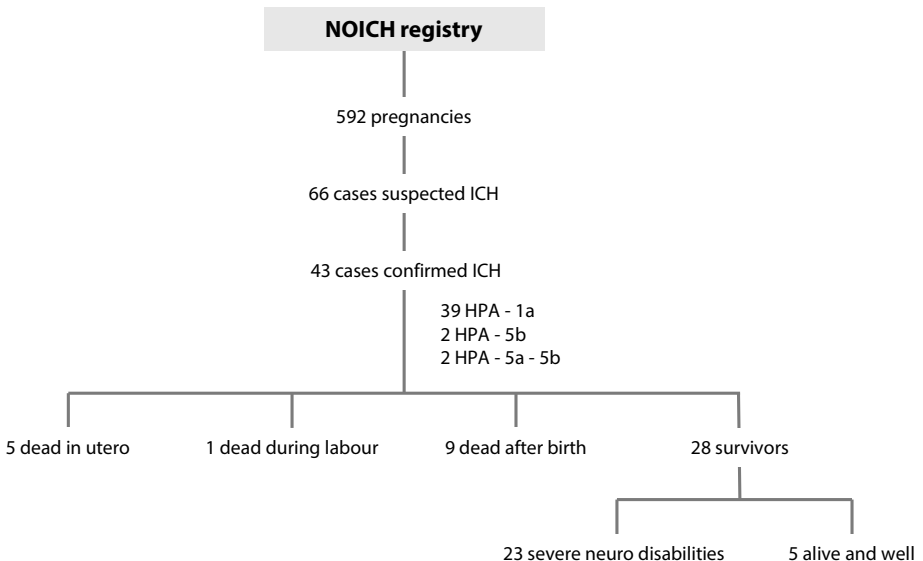 NOICH registry
592 pregnancies
66 cases suspected ICH
43 cases confirmed ICH
39 HPA - 1a
2 HPA - 5b
2 HPA - 5a - 5b
5 dead in utero
1 dead during labour
9 dead after birth
28 survivors
23 severe neuro disabilities
5 alive and well